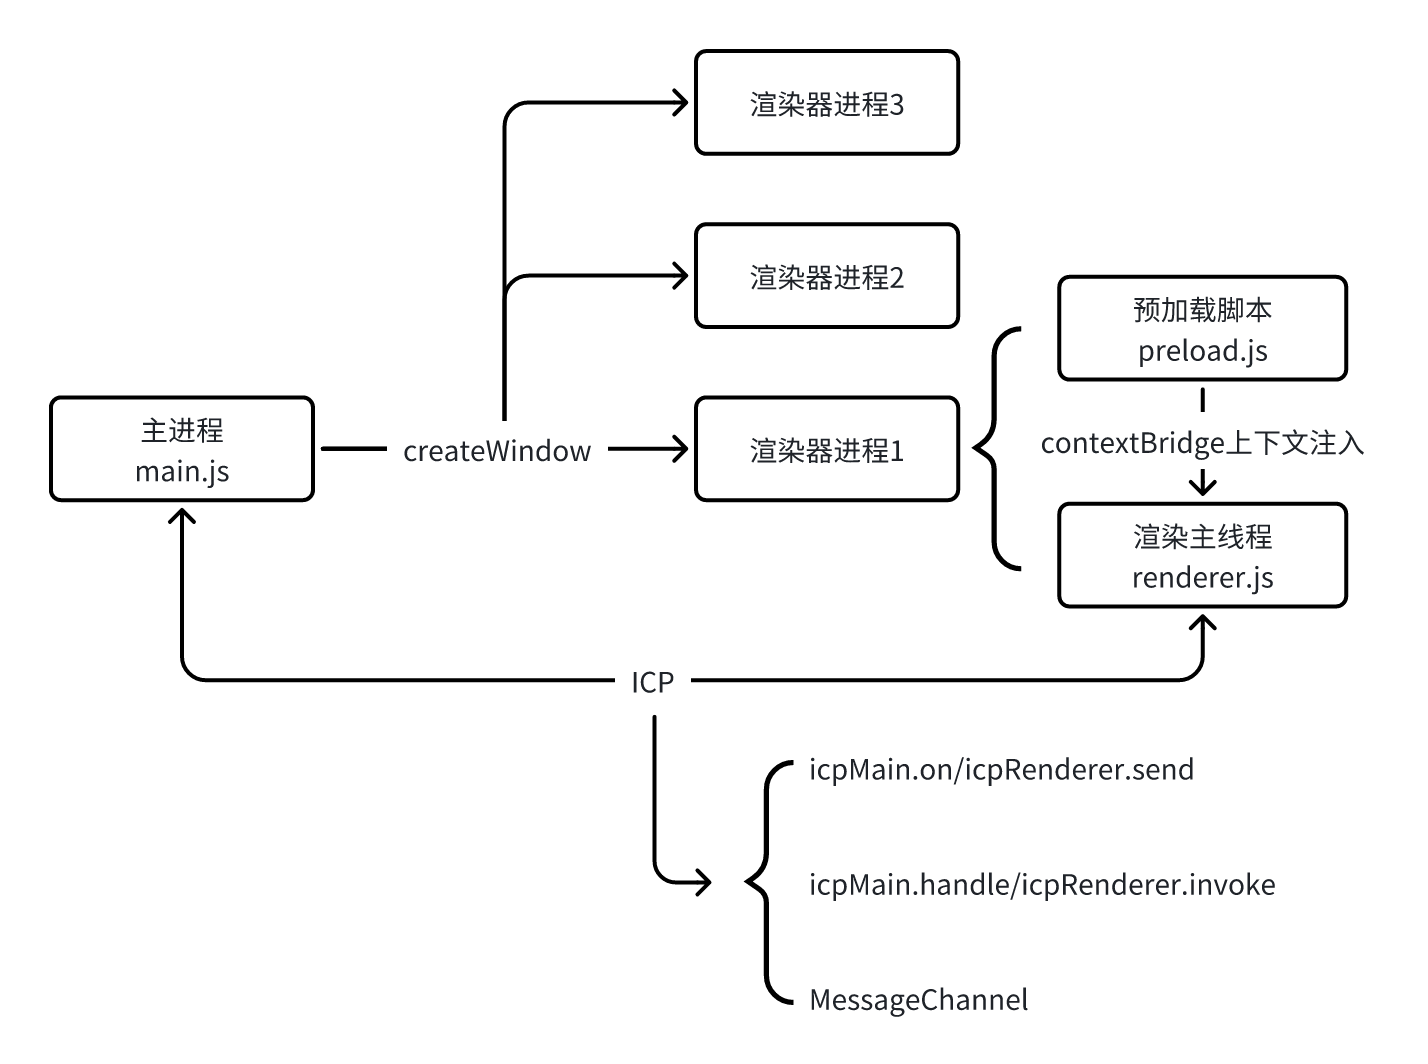 渲染器进程3
渲染器进程2
预加载脚本
preload.js
主进程
main.js
createWindow
渲染器进程1
contextBridge上下文注入
渲染主线程
renderer.js
ICP
icpMain.on/icpRenderer.send
icpMain.handle/icpRenderer.invoke
MessageChannel